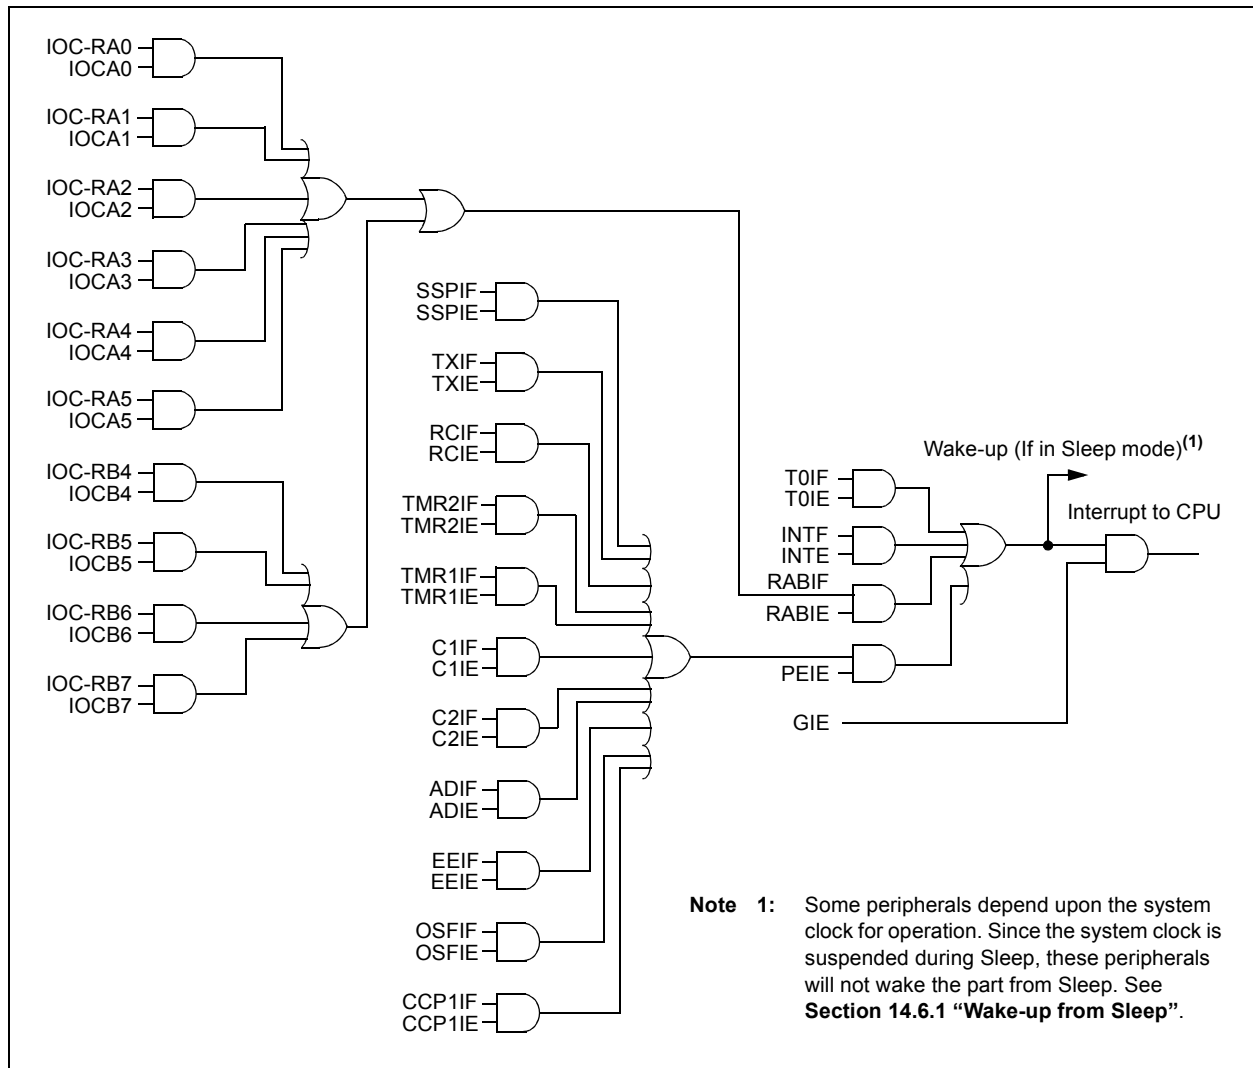 IOC-RA0
IOCA0
IOC-RA1
IOCA1
IOC-RA2
IOCA2
IOC-RA3
IOCA3
IOC-RA4
IOCA4
IOC-RA5
IOCA5
IOC-RB4
IOCB4
IOC-RB5
IOCB5
IOC-RB6
IOCB6
IOC-RB7
IOCB7
SSPIF
SSPIE
TXIF
TXIE
RCIF
RCIE
TMR2IF
TMR2IE
TMR1IF
TMR1IE
C1IF
C1IE
C2IF
C2IE
ADIF
ADIE
EEIF
EEIE
OSFIF
OSFIE
CCP1IF
CCP1IE
Wake-up (If in Sleep mode)(1)
T0IF
T0IE
Interrupt to CPU
INTF
INTE
RABIF
RABIE
PEIE
GIE
Note 1: Some peripherals depend upon the system
clock for operation. Since the system clock is
suspended during Sleep, these peripherals
will not wake the part from Sleep. See
Section 14.6.1 “Wake-up from Sleep”.